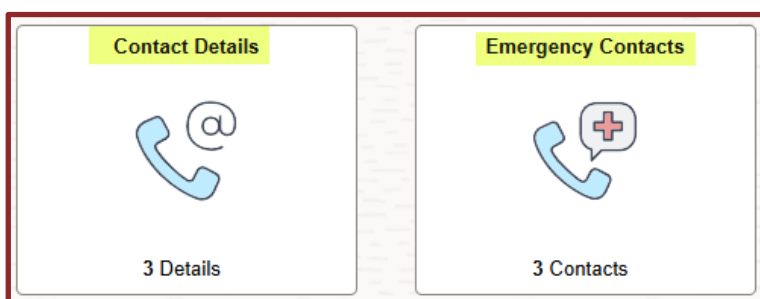 Contact Details
Emergency Contacts
@
3 Details
3 Contacts